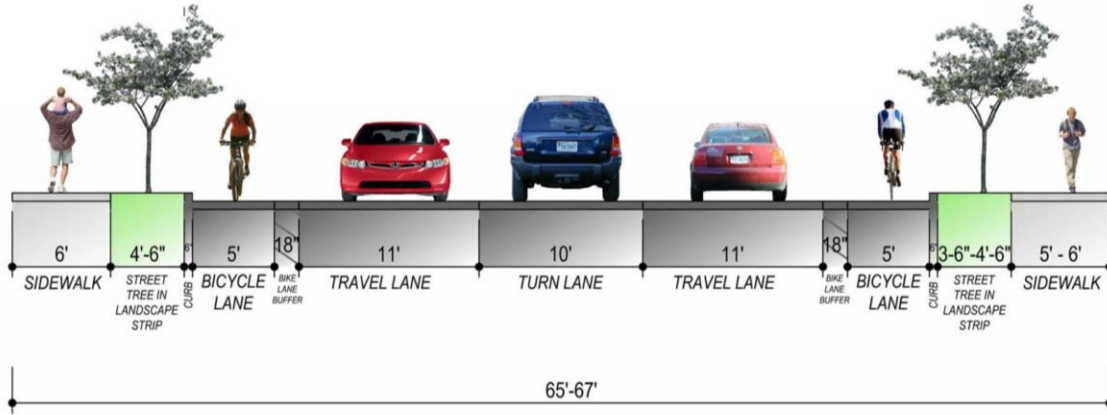 6'
4'-6"
6"
5'
18"
11'
10'
11'
18"
5'
6"
3-6"-4'-6"
5' - 6'
SIDEWALK
STREET
TREE IN
LANDSCAPE
STRIP
CURB
BICYCLE
LANE
BIKE
LANE
BUFFER
TRAVEL LANE
TURN LANE
TRAVEL LANE
BIKE
LANE
BUFFER
BICYCLE
LANE
CURB
STREET
TREE IN
LANDSCAPE
STRIP
SIDEWALK
65'-67'